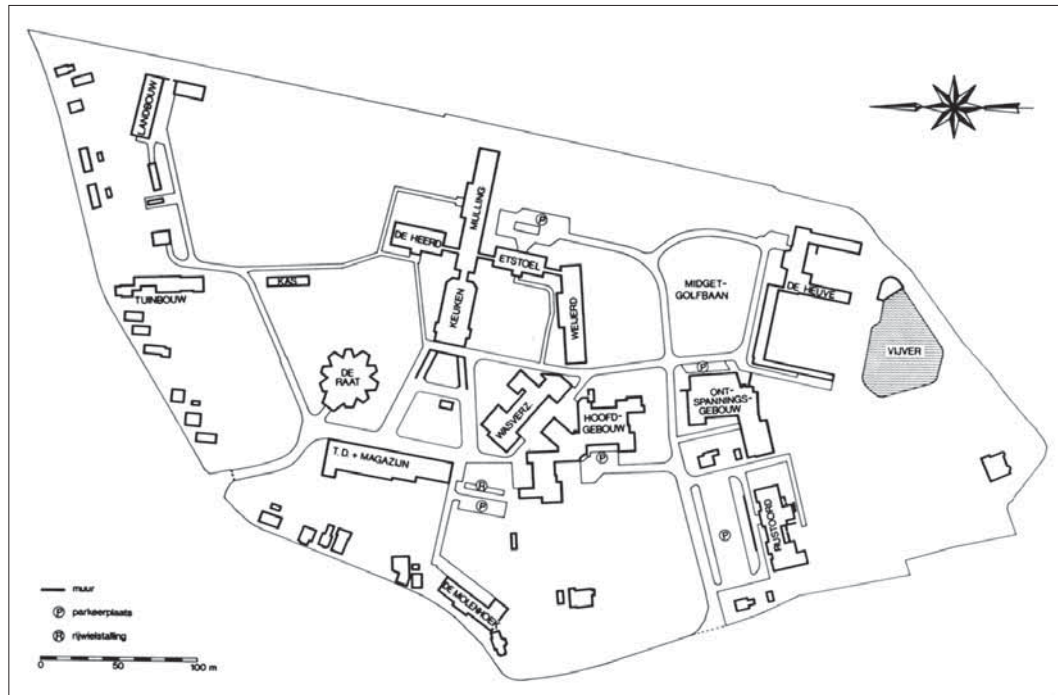 LANDBOUW
MULLING
P
DE HEERD
ETSTOEL
KAS
TUINBOUW
KEUKEN
WEIJERD
MIDGET-
GOLFBAAN
DE HEUVE
VIJVER
DE
RAAT
P
ONT-
SPANNINGS-
GEBOUW
WASVERZ.
HOOFD-
GEBOUW
P
T.D. + MAGAZIJN
R
P
P
RUSTOORD
DE MOLENHOEK
muur
P parkeerplaats
R rijwielstalling
0 50 100 m